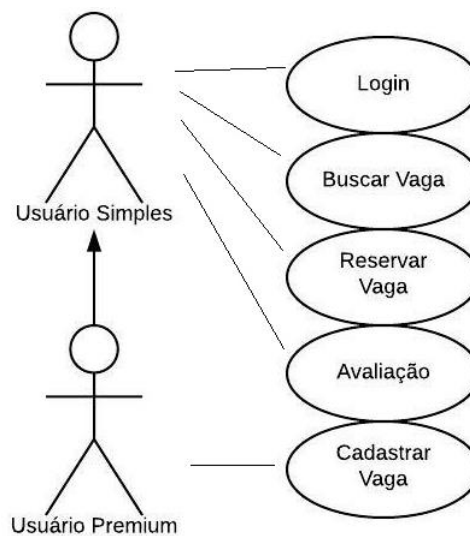 Login
Buscar Vaga
Usuário Simples
Reservar
Vaga
Avaliação
Cadastrar
Vaga
Usuário Premium